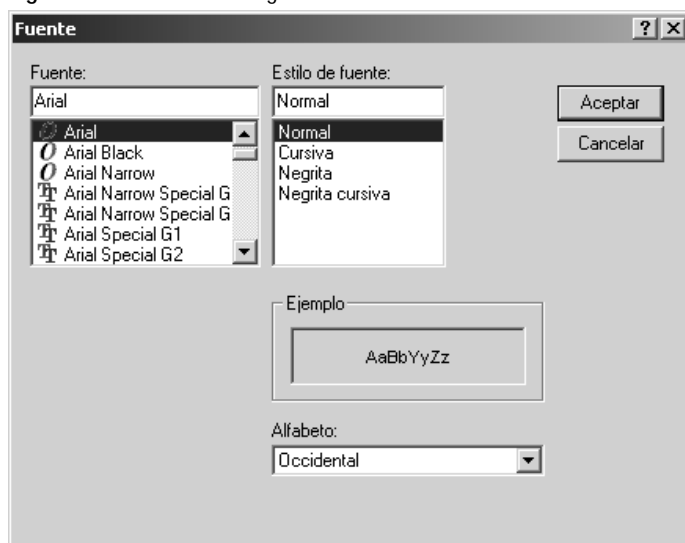 Fuente
? ×
Fuente:
Arial
Arial
Arial Black
Arial Narrow
Arial Narrow Special G
Arial Narrow Special G
Arial Special G1
Arial Special G2
Estilo de fuente:
Normal
Normal
Cursiva
Negrita
Negrita cursiva
Aceptar
Cancelar
Ejemplo
AaBbYyZz
Alfabeto:
Occidental